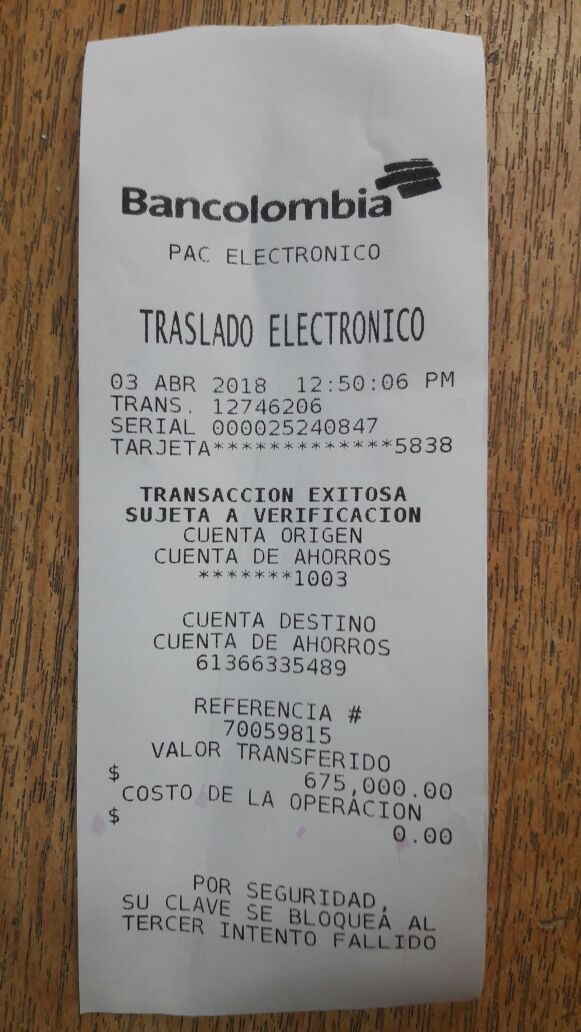 Bancolombia
PAC ELECTRONICO
TRASLADO ELECTRONICO
03 ABR 2018 12:50:06 PM
TRANS. 12746206
SERIAL 000025240847
TARJETA*************5838
TRANSACCION EXITOSA
SUJETA A VERIFICACION
CUENTA ORIGEN
CUENTA DE AHORROS
*******1003
CUENTA DESTINO
CUENTA DE AHORROS
61366335489
REFERENCIA #
70059815
VALOR TRANSFERIDO
$ 675,000.00
COSTO DE LA OPERACION
$ 0.00
POR SEGURIDAD,
SU CLAVE SE BLOQUEA AL
TERCER INTENTO FALLIDO